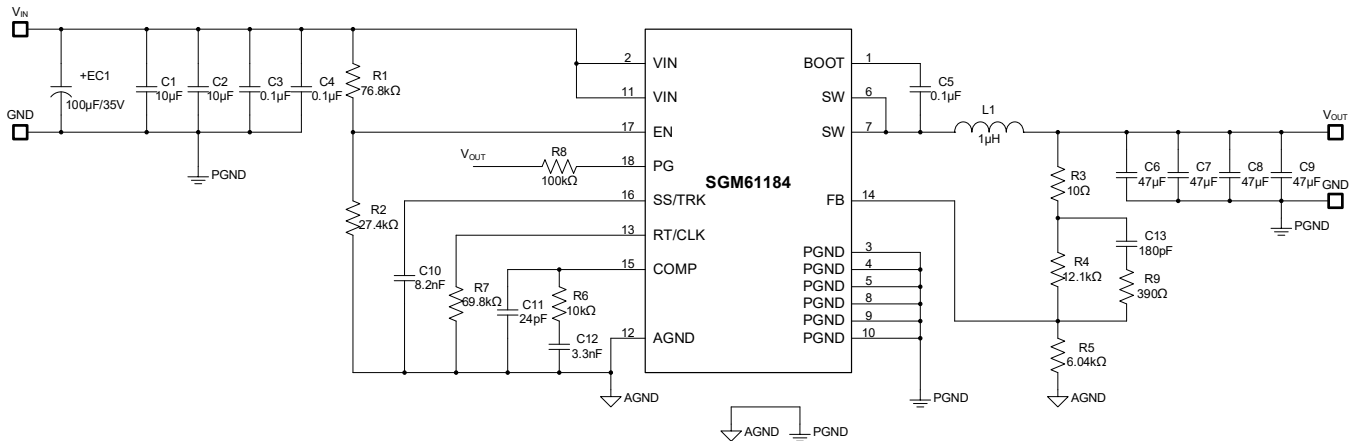 VIN
+EC1
100μF/35V
GND
C1
10μF
C2
10μF
C3
0.1μF
C4
0.1μF
R1
76.8kΩ
PGND
R2
27.4kΩ
VOUT
R8
100kΩ
C10
8.2nF
R7
69.8kΩ
C11
24pF
R6
10kΩ
C12
3.3nF
AGND
2
VIN
11
VIN
17
EN
18
PG
16
SS/TRK
13
RT/CLK
15
COMP
12
AGND
SGM61184
BOOT
1
SW
6
SW
7
FB
14
PGND
3
PGND
4
PGND
5
PGND
8
PGND
9
PGND
10
PGND
AGND
PGND
C5
0.1μF
L1
1μH
R3
10Ω
R4
12.1kΩ
C13
180pF
R9
390Ω
R5
6.04kΩ
AGND
C6
47μF
C7
47μF
C8
47μF
C9
47μF
VOUT
GND
PGND